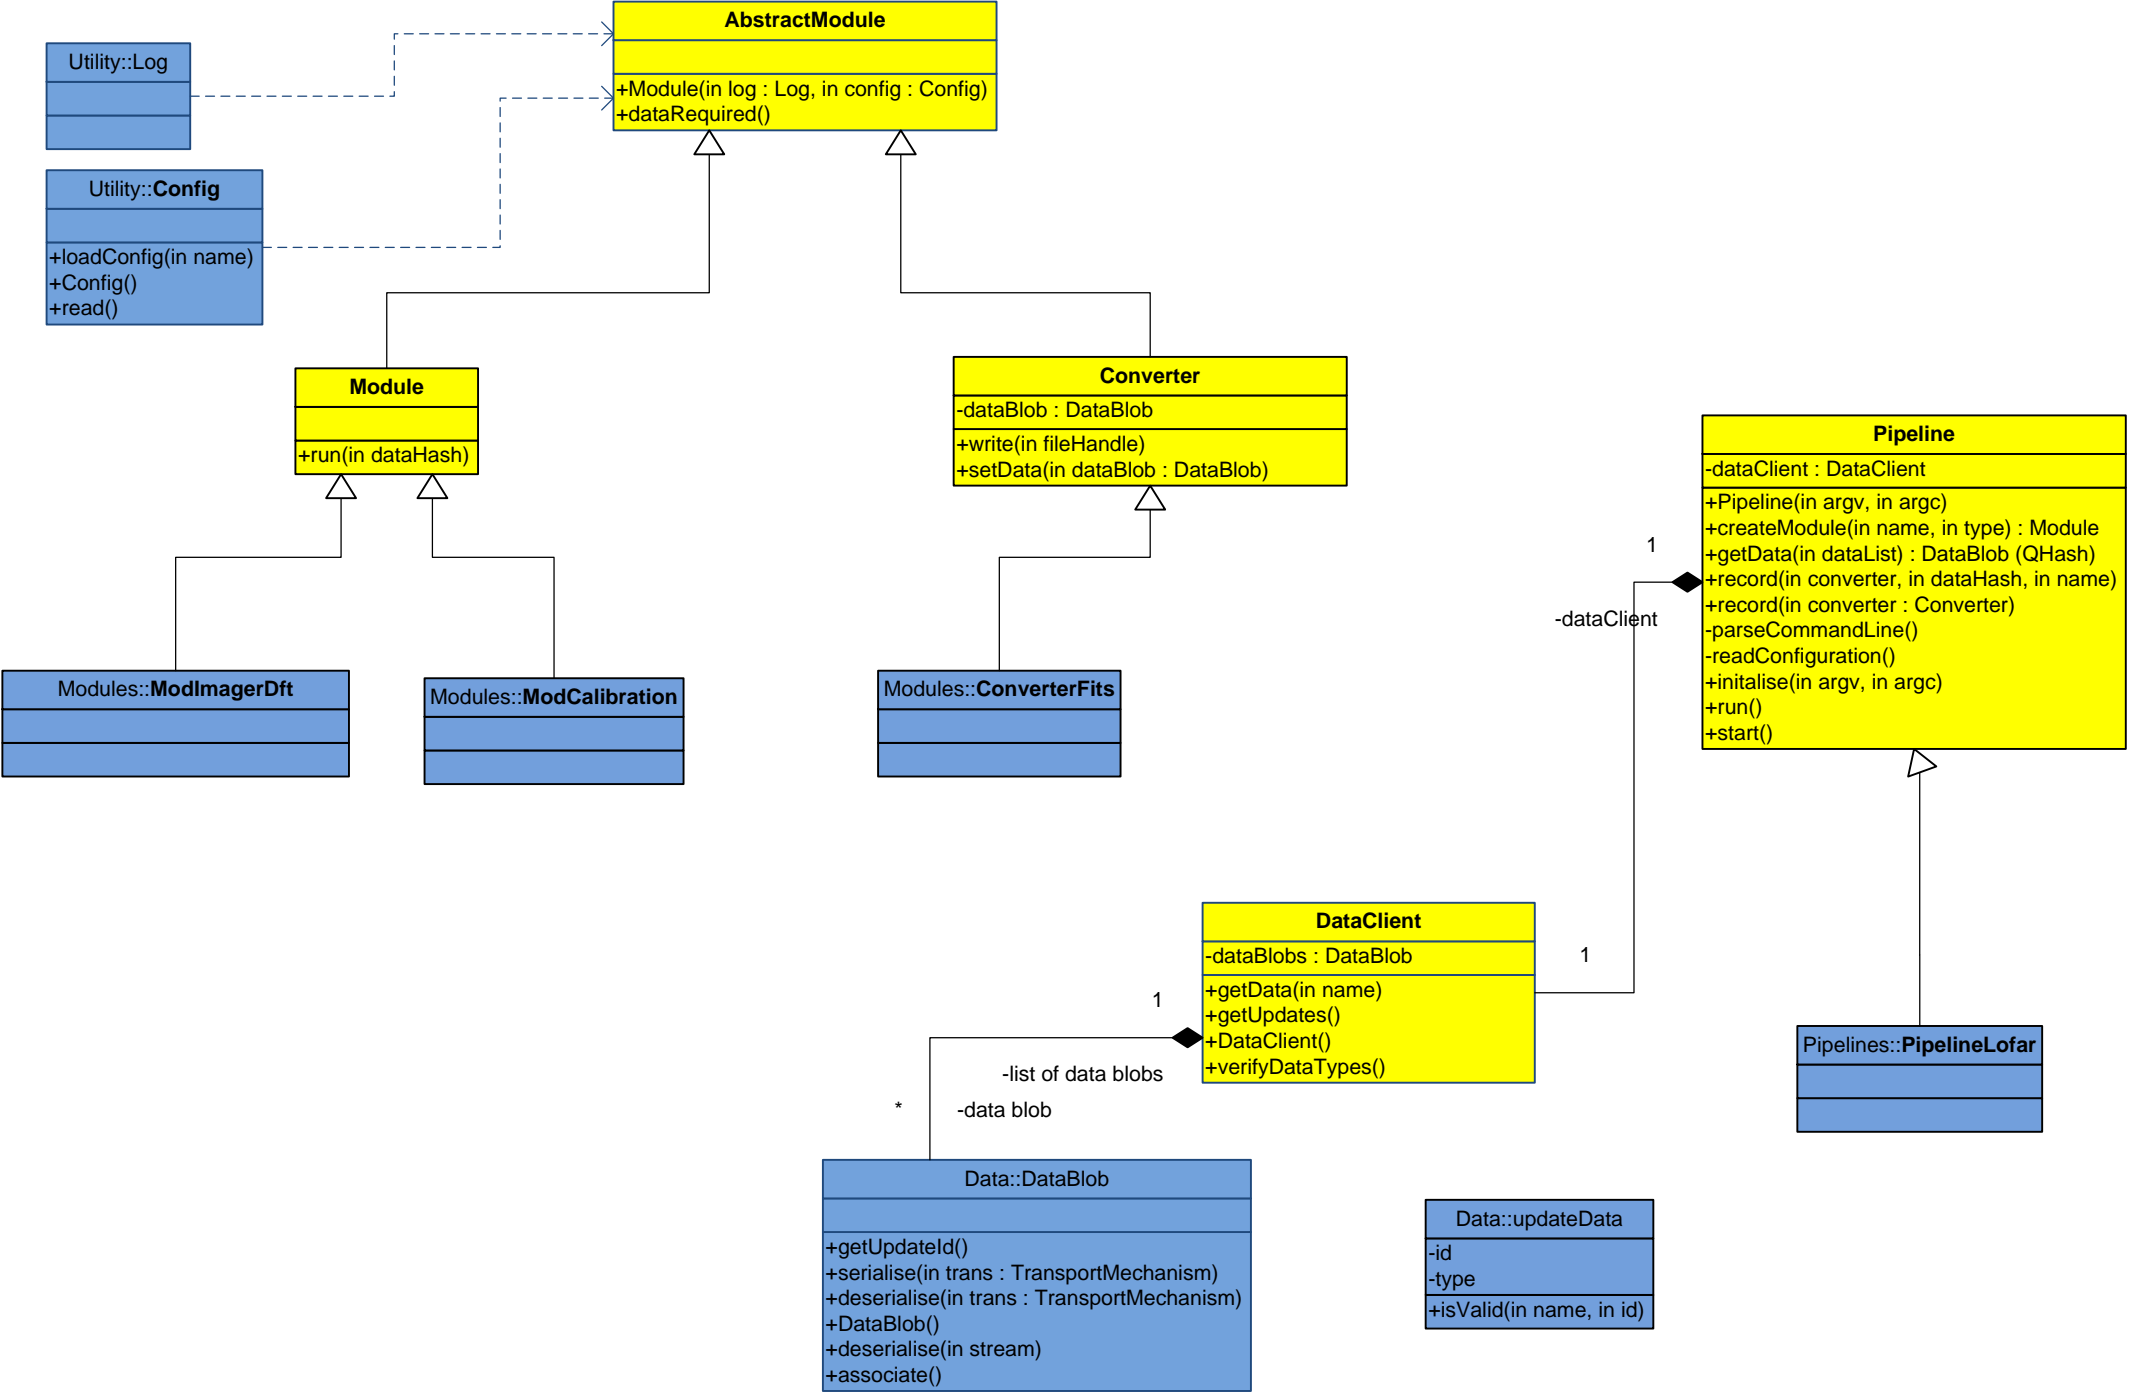 AbstractModule
+Module(in log : Log, in config : Config)
+dataRequired()
Utility::Log
Utility::Config
+loadConfig(in name)
+Config()
+read()
Module
+run(in dataHash)
Converter
-dataBlob : DataBlob
+write(in fileHandle)
+setData(in dataBlob : DataBlob)
Pipeline
-dataClient : DataClient
+Pipeline(in argv, in argc)
+createModule(in name, in type) : Module
+getData(in dataList) : DataBlob (QHash)
+record(in converter, in dataHash, in name)
+record(in converter : Converter)
-parseCommandLine()
-readConfiguration()
+initalise(in argv, in argc)
+run()
+start()
1
-dataClient
Modules::ModImagerDft
Modules::ModCalibration
Modules::ConverterFits
DataClient
-dataBlobs : DataBlob
+getData(in name)
+getUpdates()
+DataClient()
+verifyDataTypes()
1
1
-list of data blobs
*
-data blob
Pipelines::PipelineLofar
Data::DataBlob
+getUpdateId()
+serialise(in trans : TransportMechanism)
+deserialise(in trans : TransportMechanism)
+DataBlob()
+deserialise(in stream)
+associate()
Data::updateData
-id
-type
+isValid(in name, in id)